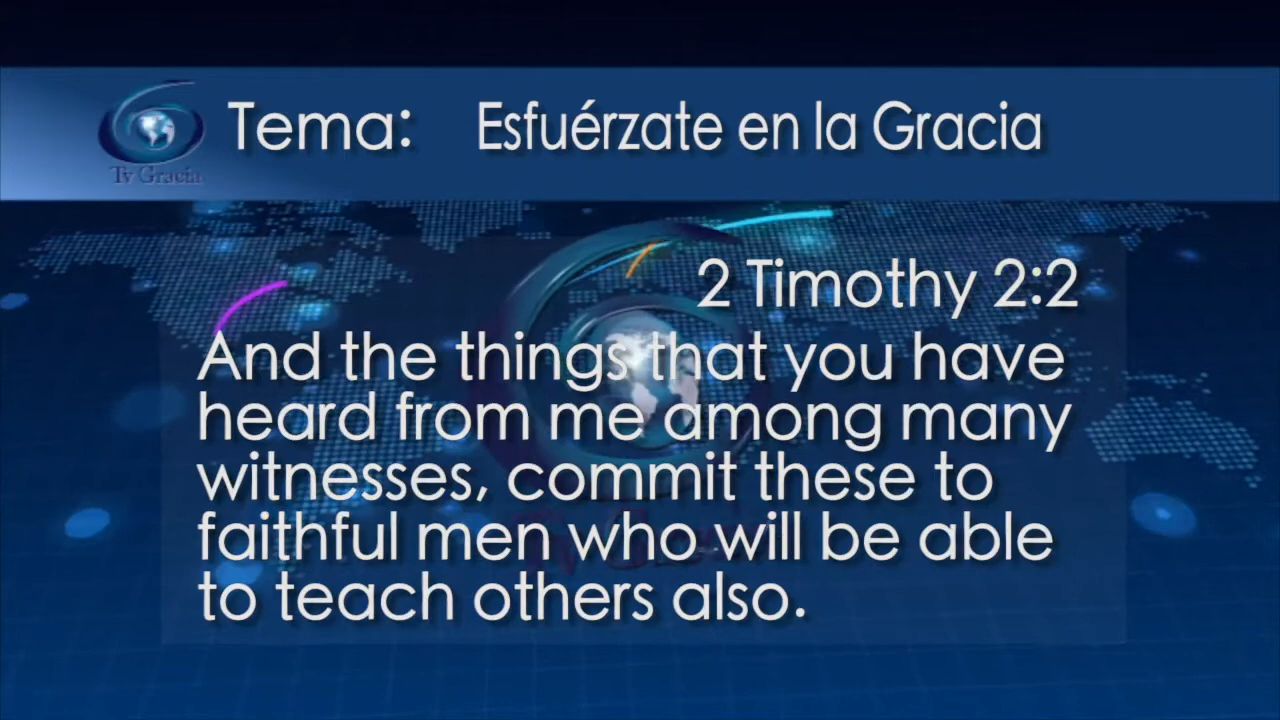 Tema: Esfuérzate en la Gracia
Tv Gracia
2 Timothy 2:2
And the things that you have
heard from me among many
witnesses, commit these to
faithful men who will be able
to teach others also.